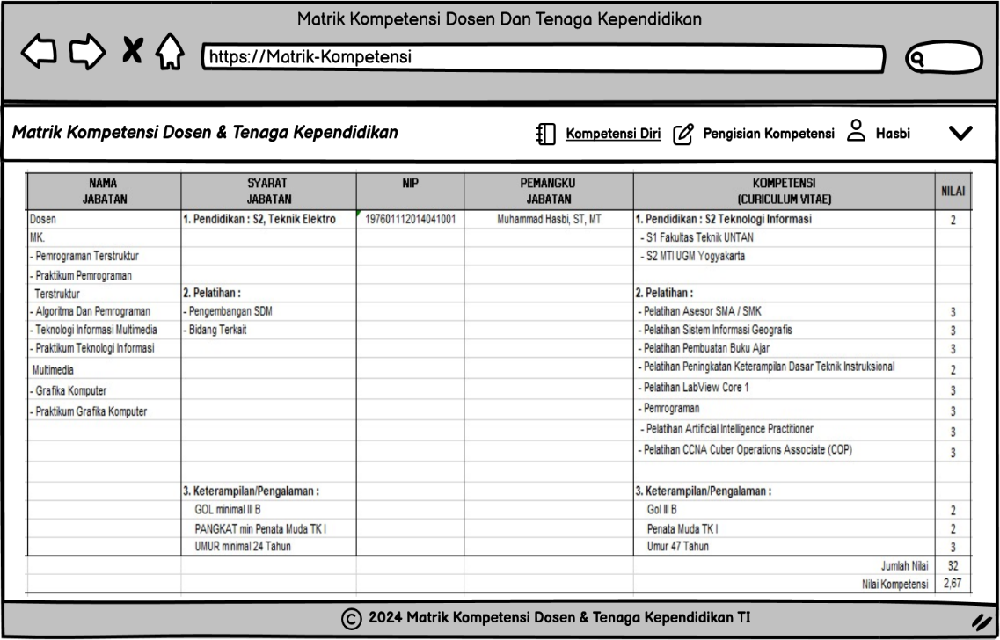 Matrik Kompetensi Dosen Dan Tenaga Kependidikan
https://Matrik-Kompetensi
Matrik Kompetensi Dosen & Tenaga Kependidikan Kompetensi Diri Pengisian Kompetensi Hasbi
NAMA JABATAN SYARAT JABATAN NIP PEMANGKU JABATAN KOMPETENSI (CURICULUM VITAE) NILAI
Dosen 1. Pendidikan : S2, Teknik Elektro 197601112014041001 Muhammad Hasbi, ST, MT 1. Pendidikan : S2 Teknologi Informasi 2
MK. - S1 Fakultas Teknik UNTAN
- Pemrograman Terstruktur - S2 MTI UGM Yogyakarta
- Praktikum Pemrograman
Terstruktur 2. Pelatihan : 2. Pelatihan :
- Algoritma Dan Pemrograman - Pengembangan SDM - Pelatihan Asesor SMA / SMK 3
- Teknologi Informasi Multimedia - Bidang Terkait - Pelatihan Sistem Informasi Geografis 3
- Praktikum Teknologi Informasi - Pelatihan Pembuatan Buku Ajar 3
Multimedia - Pelatihan Peningkatan Keterampilan Dasar Teknik Instruksional 2
- Grafika Komputer - Pelatihan LabView Core 1 3
- Praktikum Grafika Komputer - Pemrograman 3
- Pelatihan Artificial Intelligence Practitioner 3
- Pelatihan CCNA Cuber Operations Associate (COP) 3
3. Keterampilan/Pengalaman : 3. Keterampilan/Pengalaman :
GOL minimal III B Gol III B 2
PANGKAT min Penata Muda TK I Penata Muda TK I 2
UMUR minimal 24 Tahun Umur 47 Tahun 3
Jumlah Nilai 32
Nilai Kompetensi 2,67
© 2024 Matrik Kompetensi Dosen & Tenaga Kependidikan TI